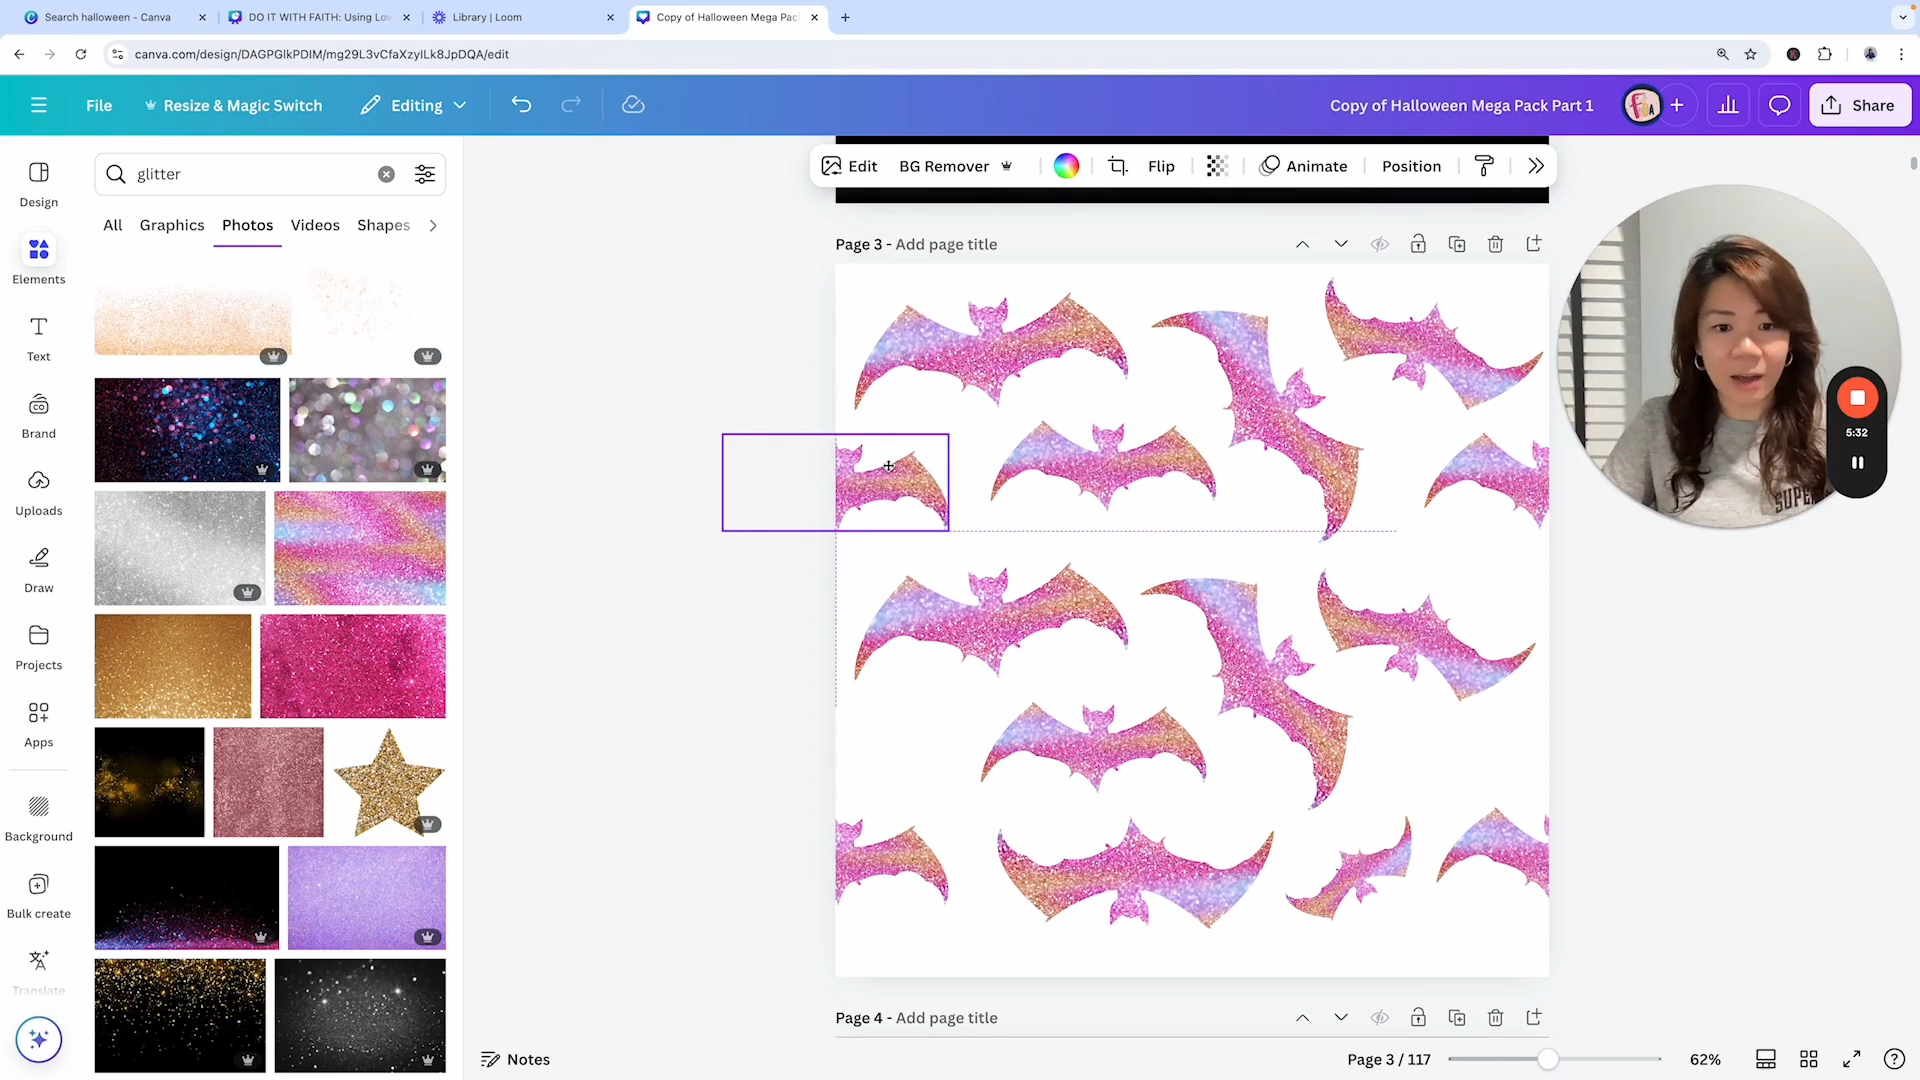 Search halloween - Canva
DO IT WITH FAITH: Using Lov
Library | Loom
Copy of Halloween Mega Pac
canva.com/design/DAGPGlkPDIM/mg29L3vCfaXzyILk8JpDQA/edit
File
Resize & Magic Switch
Editing
Copy of Halloween Mega Pack Part 1
Share
Design
Elements
Text
Brand
Uploads
Draw
Projects
Apps
Background
Bulk create
Translate
glitter
All
Graphics
Photos
Videos
Shapes
Edit
BG Remover
Flip
Animate
Position
Page 3 - Add page title
Page 4 - Add page title
SUPE
5:32
Notes
Page 3 / 117
62%